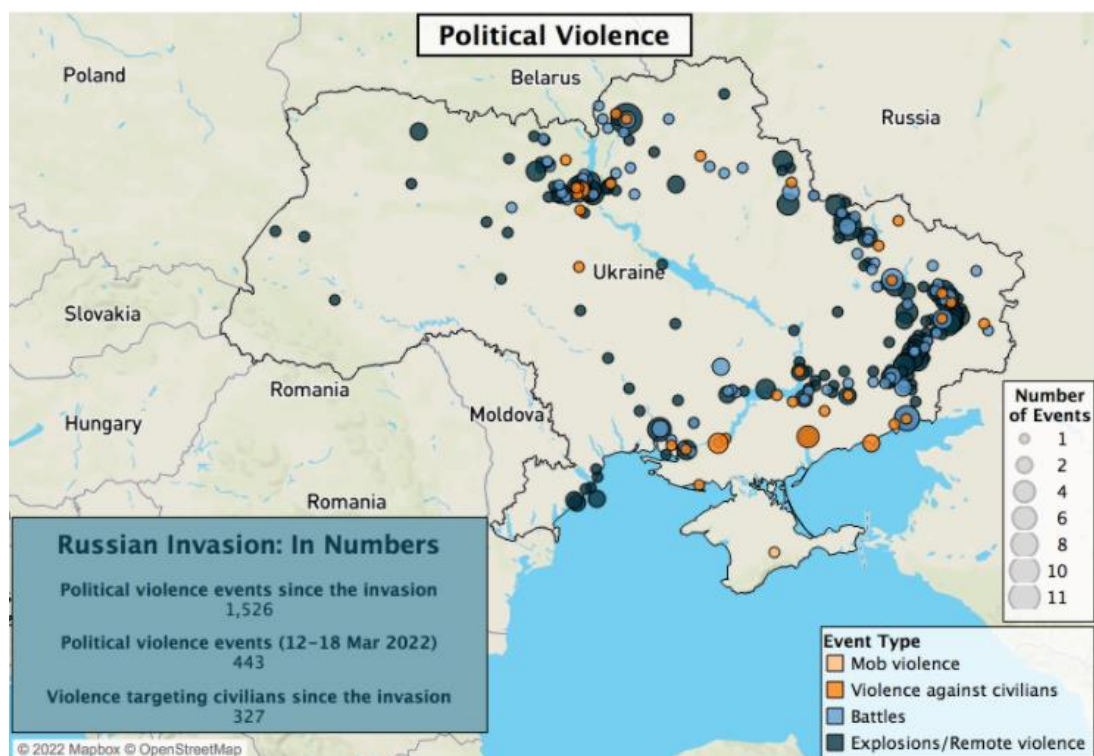 Political Violence
Poland
Belarus
Russia
Ukraine
Slovakia
Romania
Moldova
Hungary
Romania
Number
of Events
1
2
4
6
8
10
11
Russian Invasion: In Numbers
Political violence events since the invasion
1,526
Political violence events (12–18 Mar 2022)
443
Violence targeting civilians since the invasion
327
Event Type
Mob violence
Violence against civilians
Battles
Explosions/Remote violence
© 2022 Mapbox © OpenStreetMap